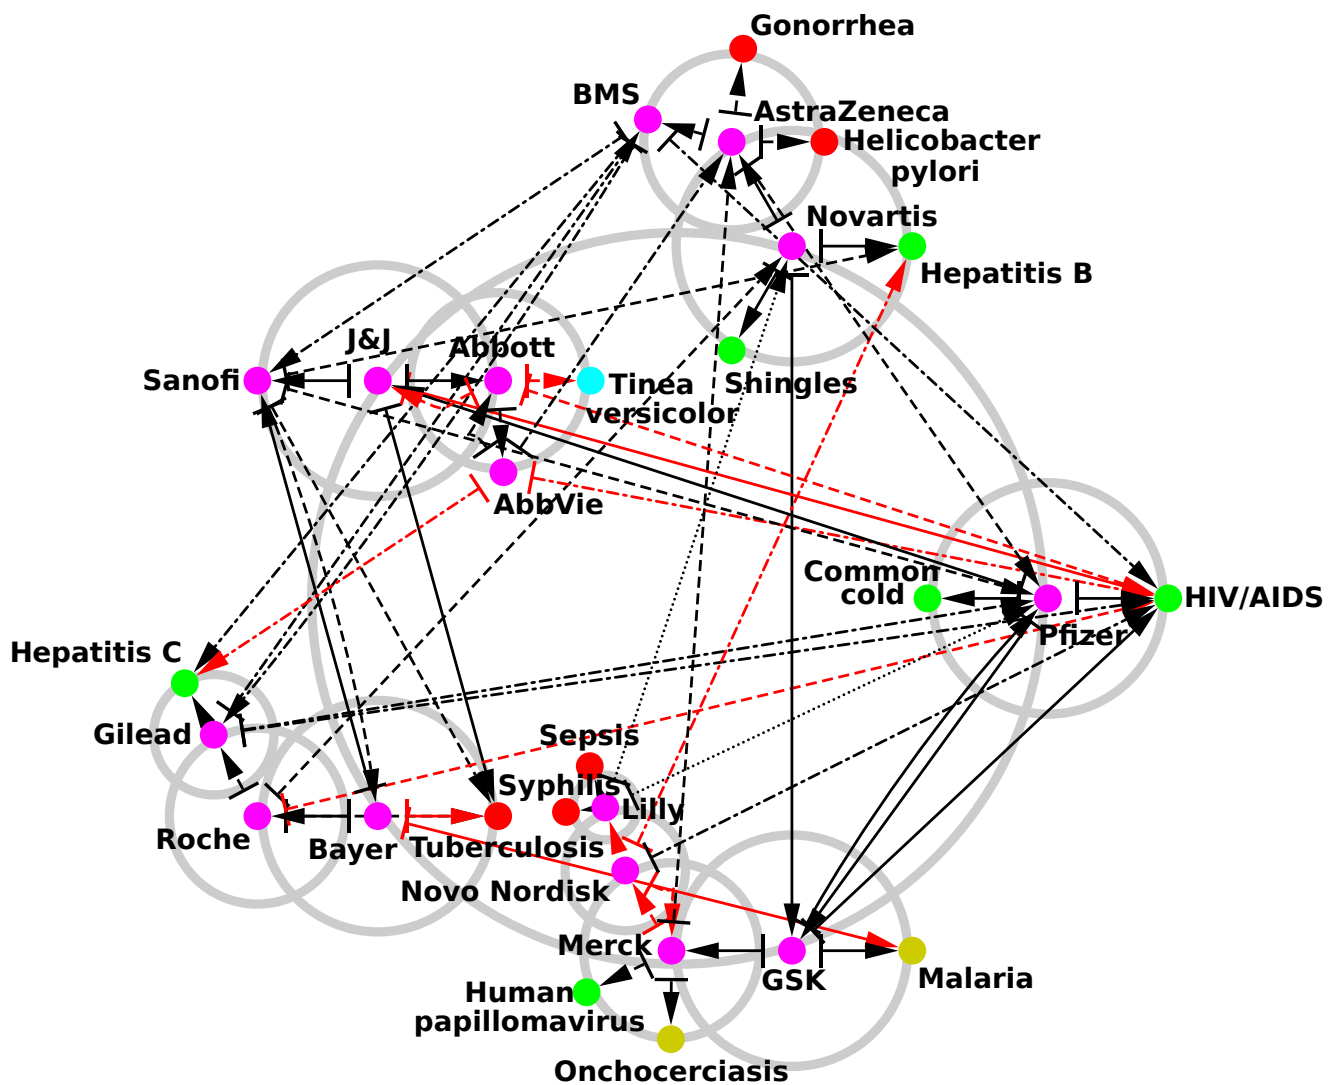 Gonorrhea
BMS
AstraZeneca
Helicobacter
pylori
Novartis
Hepatitis B
J&J
Abbott
Sanofi
Tinea
versicolor
Shingles
AbbVie
Common
cold
HIV/AIDS
Pfizer
Hepatitis C
Gilead
Sepsis
Syphilis
Lilly
Roche
Bayer
Tuberculosis
Novo Nordisk
Merck
GSK
Malaria
Human
papillomavirus
Onchocerciasis